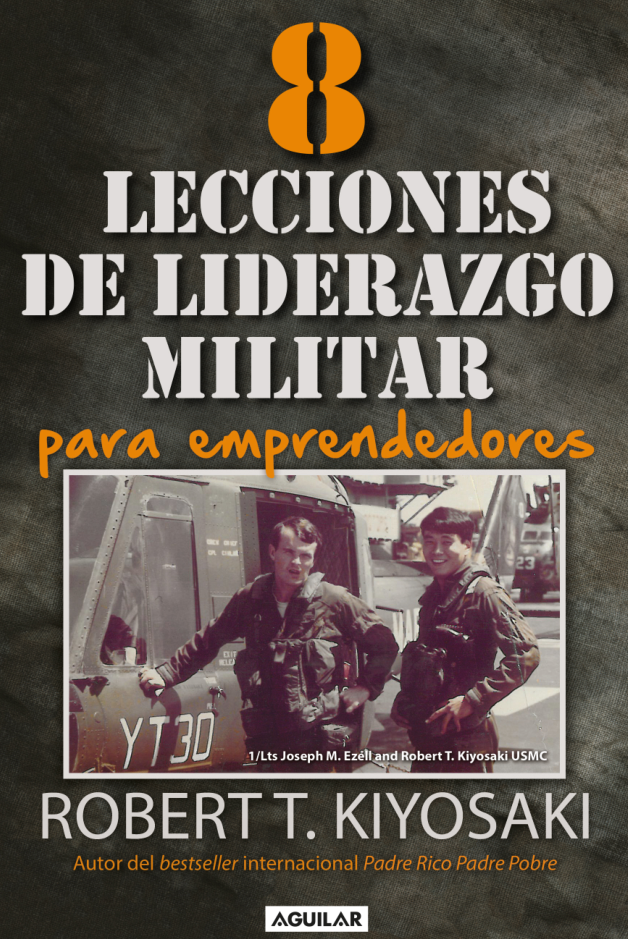 8
LECCIONES
DE LIDERAZGO
MILITAR
para emprendedores
YT30
23
1/Lts Joseph M. Ezell and Robert T. Kiyosaki USMC
ROBERT T. KIYOSAKI
Autor del bestseller internacional Padre Rico Padre Pobre
AGUILAR